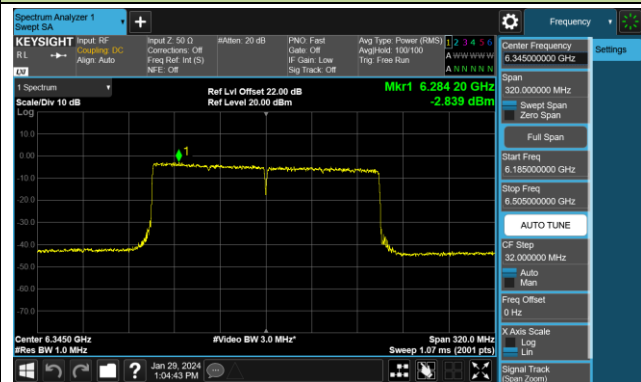 Spectrum Analyzer 1
Swept SA
Frequency
KEYSIGHT
RL
Input: RF
Coupling: DC
Align: Auto
Input Z: 50 Ω
Corrections: Off
Freq Ref: Int (S)
NFE: Off
#Atten: 20 dB
PNO: Fast
Gate: Off
IF Gain: Low
Sig Track: Off
Avg Type: Power (RMS)
Avg|Hold: 100/100
Trig: Free Run
1 2 3 4 5 6
A W W W W W
A N N N N N
LXI
1 Spectrum
Scale/Div 10 dB
Log
Ref Lvl Offset 22.00 dB
Ref Level 20.00 dBm
Mkr1 6.284 20 GHz
-2.839 dBm
1
10.0
0.00
-10.0
-20.0
-30.0
-40.0
-50.0
-60.0
-70.0
Center 6.3450 GHz
#Res BW 1.0 MHz
#Video BW 3.0 MHz*
Span 320.0 MHz
Sweep 1.07 ms (2001 pts)
Jan 29, 2024
1:04:43 PM
Center Frequency
6.345000000 GHz
Span
320.000000 MHz
Swept Span
Zero Span
Full Span
Start Freq
6.185000000 GHz
Stop Freq
6.505000000 GHz
AUTO TUNE
CF Step
32.000000 MHz
Auto
Man
Freq Offset
0 Hz
X Axis Scale
Log
Lin
Signal Track
(Span Zoom)
Settings